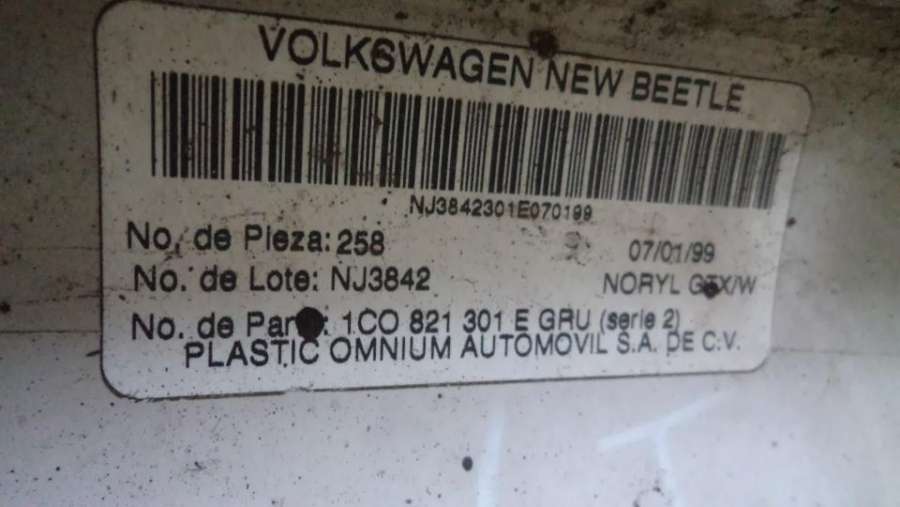 VOLKSWAGEN NEW BEETLE
NJ3842301E070199
No. de Pieza: 258
07/01/99
No. de Lote: NJ3842
NORYL
No. de : 1CO 821 301 E GRU (serie 2)
PLASTIC OMNIUM AUTOMOVIL S.A. DE C.V.